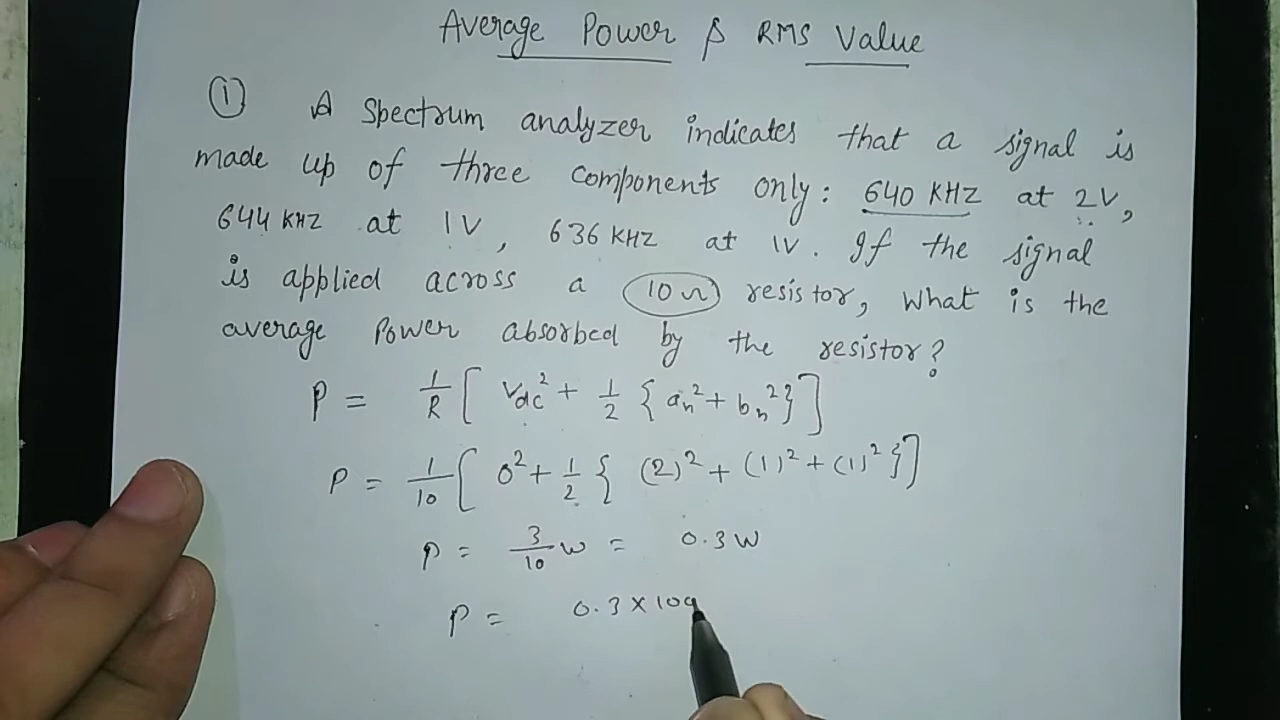 Average Power & RMS Value
① A Spectrum analyzer indicates that a signal is
made up of three components only: 640 KHZ at 2V,
644 KHZ at 1V, 636 KHZ at 1V. If the signal
is applied across a 10Ω resistor, what is the
average Power absorbed by the resistor?
P = 1/R [ Vdc² + 1/2 { aₙ² + bₙ² } ]
P = 1/10 [ 0² + 1/2 { (2)² + (1)² + (1)² } ]
P = 3/10 W = 0.3 W
P = 0.3 × 10